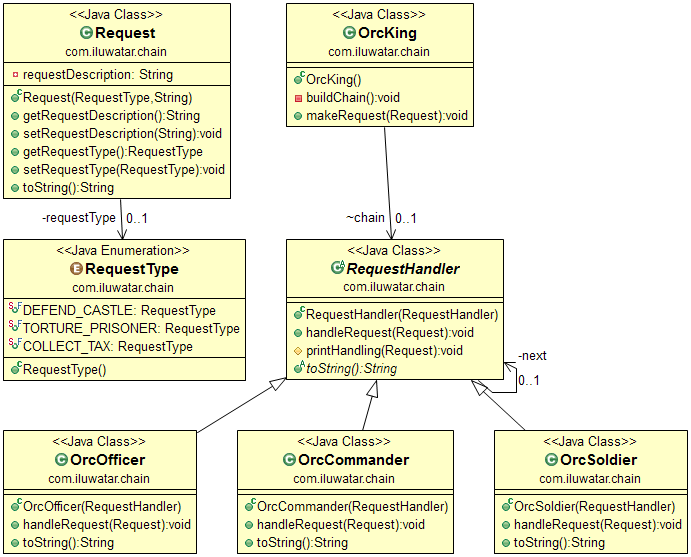 <<Java Class>>
Request
com.iluwatar.chain
requestDescription: String
Request(RequestType,String)
getRequestDescription():String
setRequestDescription(String):void
getRequestType():RequestType
setRequestType(RequestType):void
toString():String
<<Java Class>>
OrcKing
com.iluwatar.chain
OrcKing()
buildChain():void
makeRequest(Request):void
-requestType 0..1
~chain 0..1
<<Java Enumeration>>
RequestType
com.iluwatar.chain
DEFEND_CASTLE: RequestType
TORTURE_PRISONER: RequestType
COLLECT_TAX: RequestType
RequestType()
<<Java Class>>
RequestHandler
com.iluwatar.chain
RequestHandler(RequestHandler)
handleRequest(Request):void
printHandling(Request):void
toString():String
-next
0..1
<<Java Class>>
OrcOfficer
com.iluwatar.chain
OrcOfficer(RequestHandler)
handleRequest(Request):void
toString():String
<<Java Class>>
OrcCommander
com.iluwatar.chain
OrcCommander(RequestHandler)
handleRequest(Request):void
toString():String
<<Java Class>>
OrcSoldier
com.iluwatar.chain
OrcSoldier(RequestHandler)
handleRequest(Request):void
toString():String